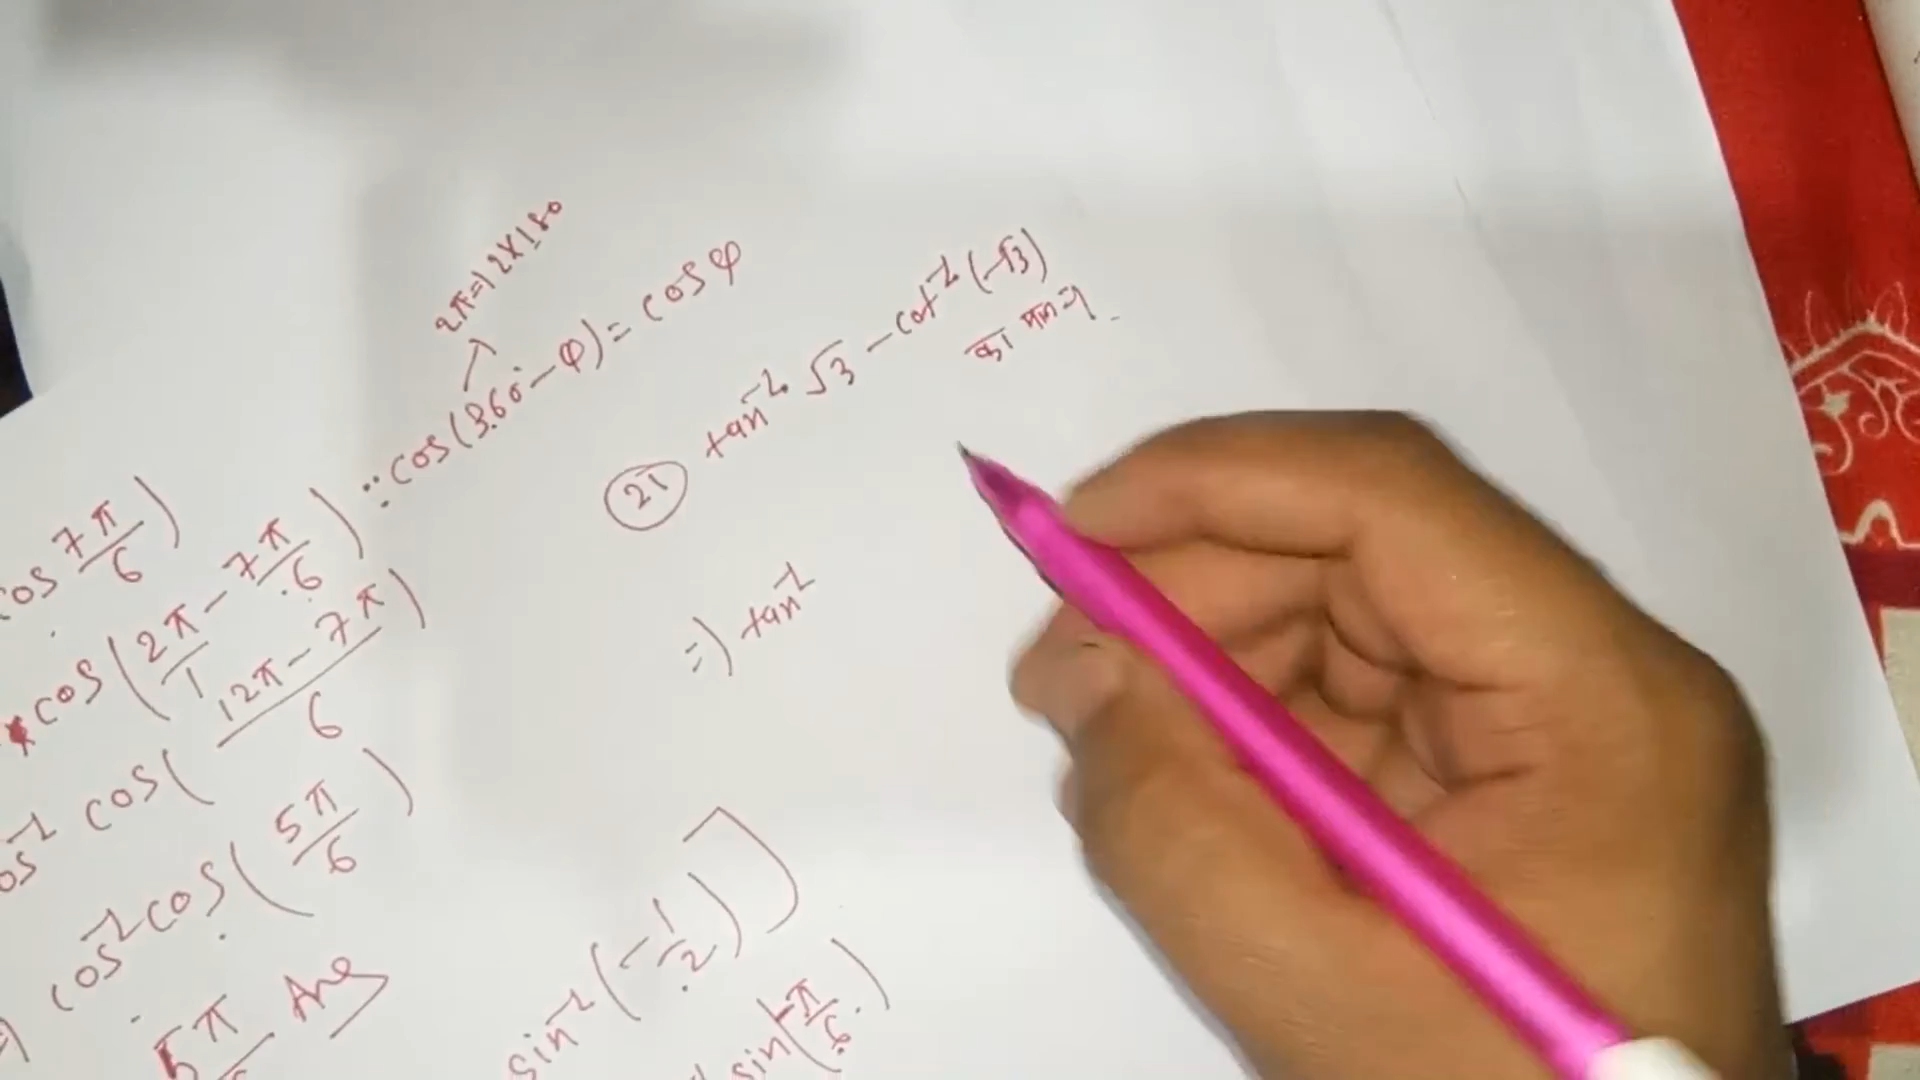 cos 7π/6)
cos(2π/1 - 7π/6) ∵ cos(360° - φ) = cos φ
2π ⇒ 2×180
cos⁻¹ cos(12π - 7π / 6)
cos⁻¹ cos(5π/6)
5π Ans
㉑ tan⁻¹ √3 - cot⁻¹ (-√3)
का मान =)
=) tan⁻¹
sin⁻¹(-1/2)]
sin(-π/6)